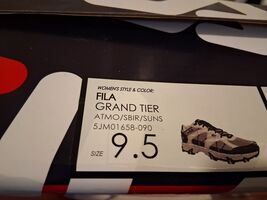 WOMEN'S STYLE & COLOR:
FILA
GRAND TIER
ATMO/SBIR/SUNS
5JM01658-090
SIZE 9.5